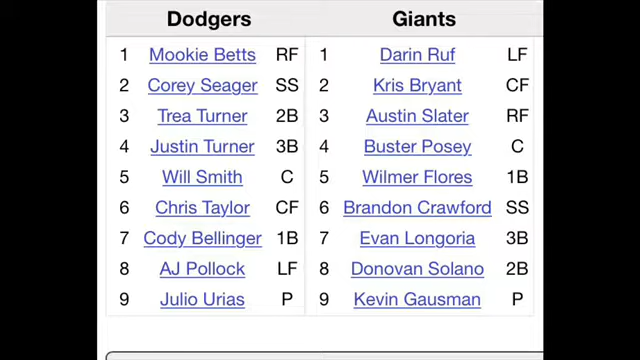 Dodgers Giants
1 Mookie Betts RF 1 Darin Ruf LF
2 Corey Seager SS 2 Kris Bryant CF
3 Trea Turner 2B 3 Austin Slater RF
4 Justin Turner 3B 4 Buster Posey C
5 Will Smith C 5 Wilmer Flores 1B
6 Chris Taylor CF 6 Brandon Crawford SS
7 Cody Bellinger 1B 7 Evan Longoria 3B
8 AJ Pollock LF 8 Donovan Solano 2B
9 Julio Urias P 9 Kevin Gausman P